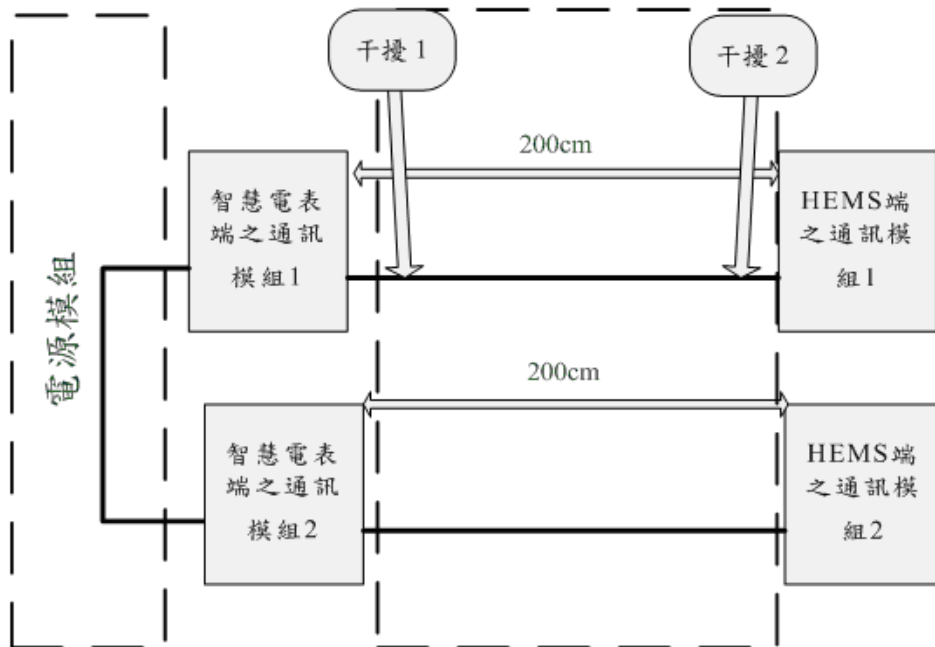 干擾 1
干擾 2
200cm
智慧電表
端之通訊
模組1
HEMS端
之通訊模
組1
電源模組
200cm
智慧電表
端之通訊
模組2
HEMS端
之通訊模
組2